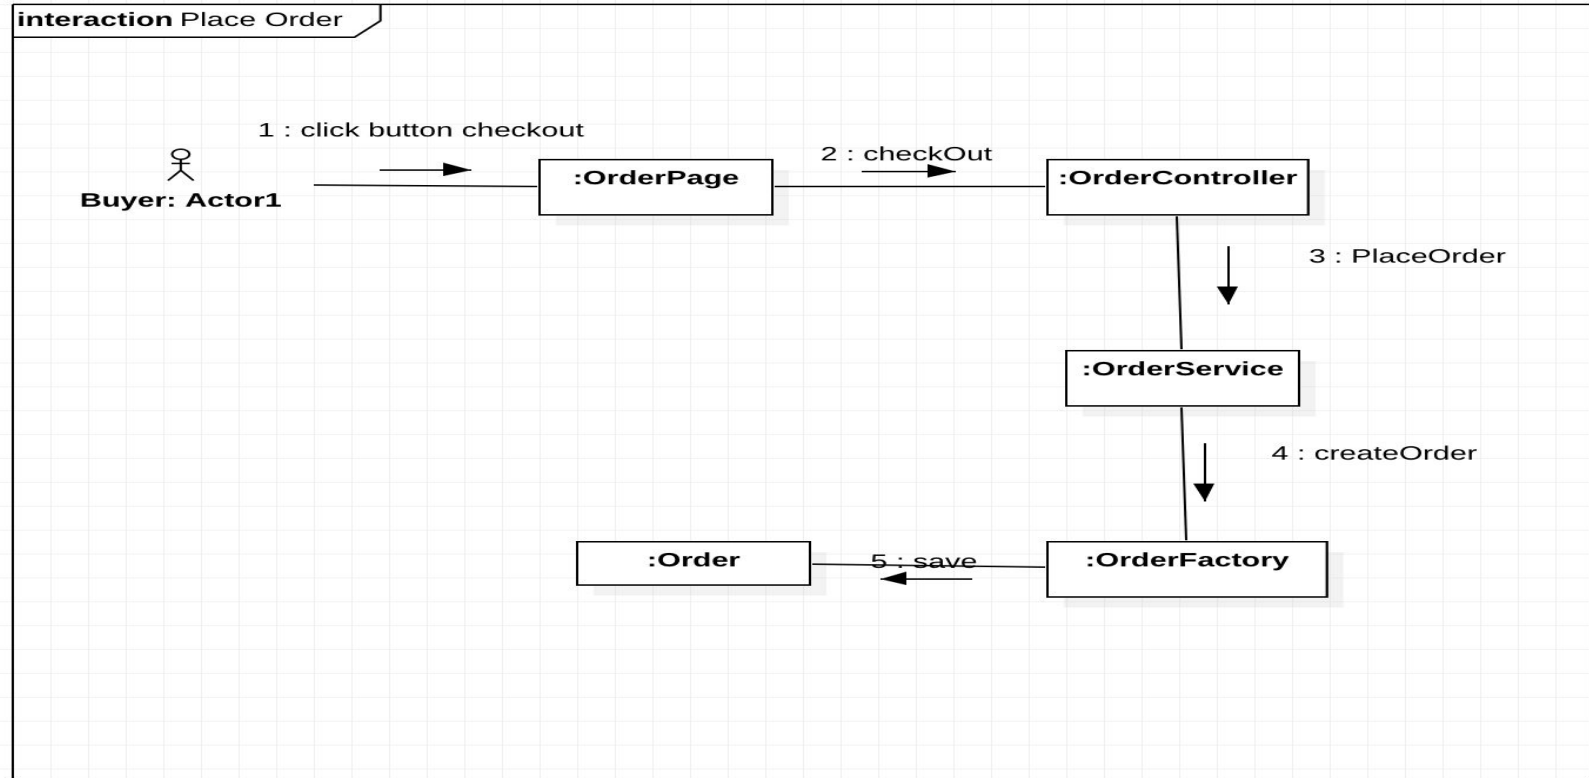 interaction Place Order
1 : click button checkout
2 : checkOut
:OrderPage
:OrderController
Buyer: Actor1
3 : PlaceOrder
:OrderService
4 : createOrder
:Order
5 : save
:OrderFactory